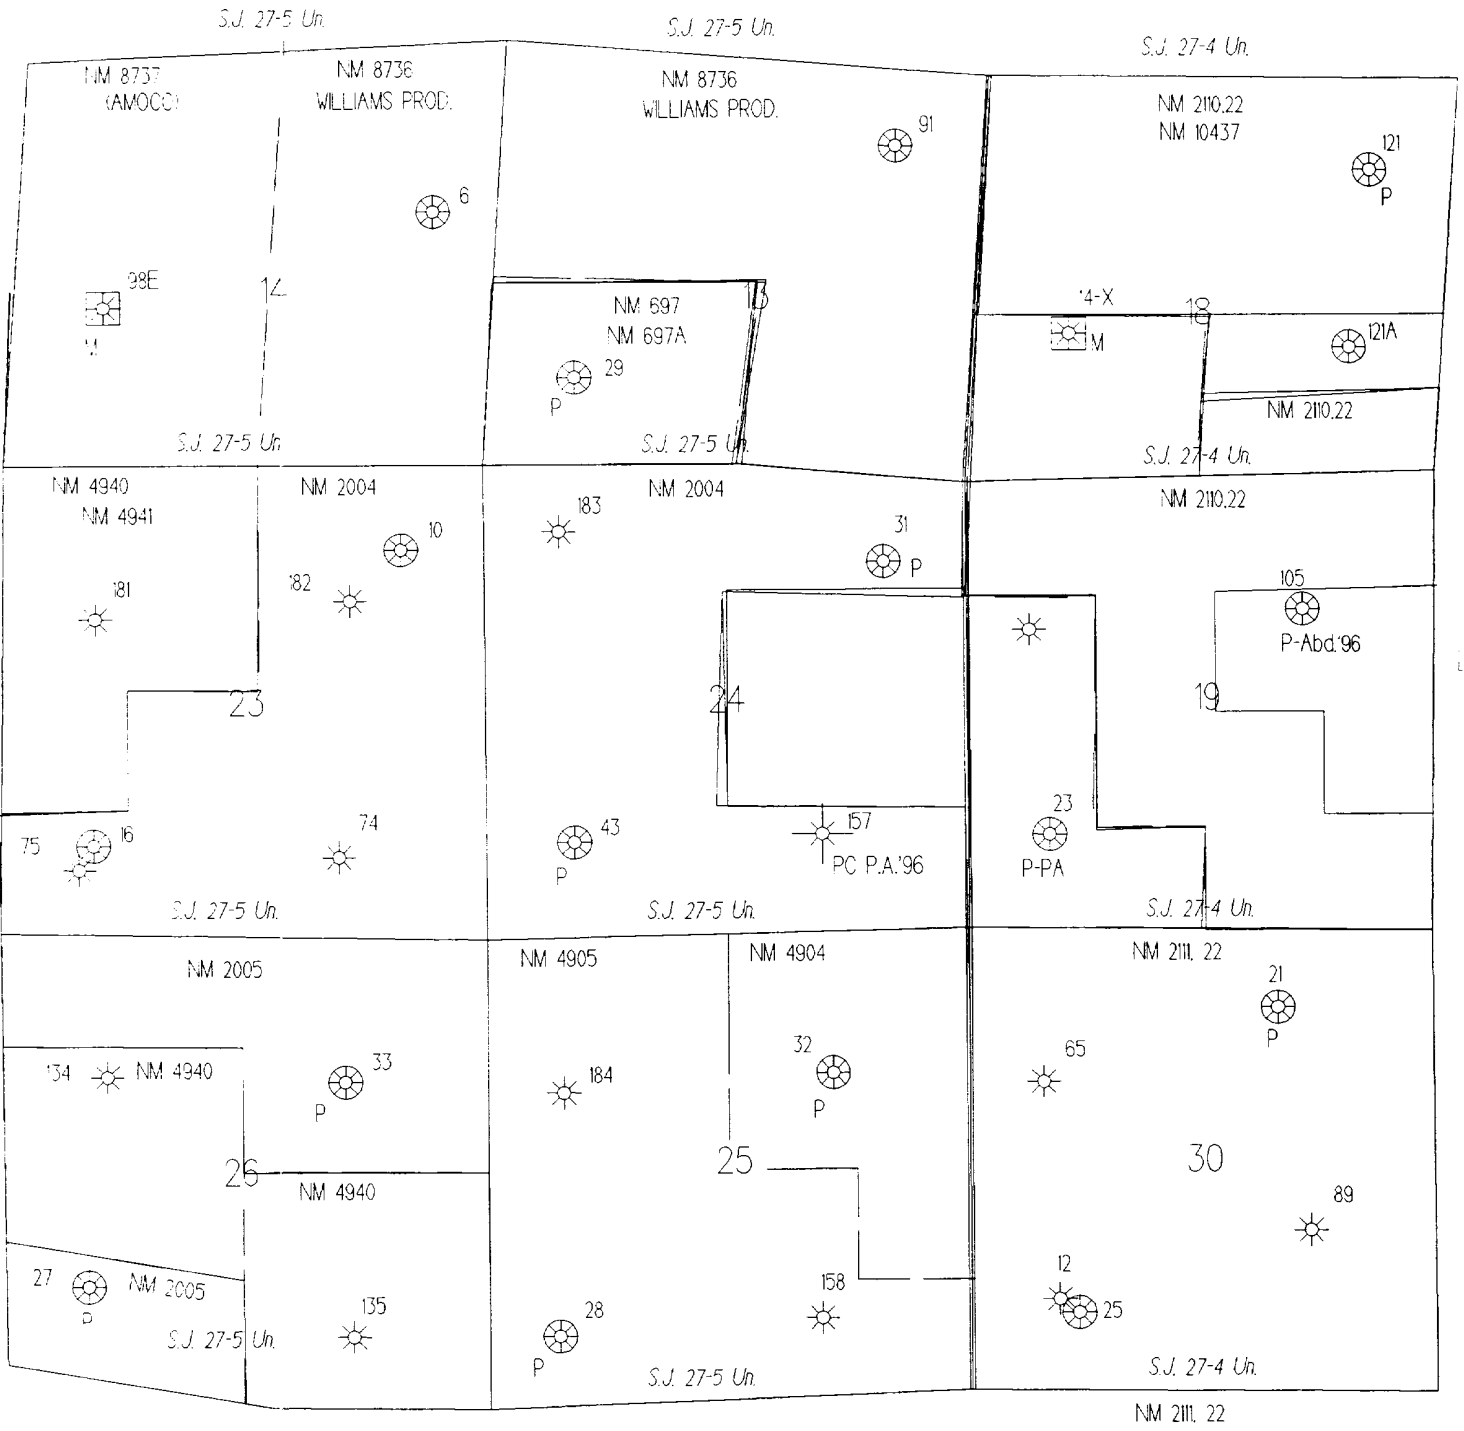 S.J. 27-5 Un.
S.J. 27-5 Un.
S.J. 27-4 Un.
NM 8737
(AMOCO)
NM 8736
WILLIAMS PROD.
NM 8736
WILLIAMS PROD.
NM 2110.22
NM 10437
91
121
P
6
98E
M
14
13
NM 697
NM 697A
29
P
'4-X
M
18
121A
NM 2110.22
S.J. 27-5 Un.
S.J. 27-5 Un.
S.J. 27-4 Un.
NM 4940
NM 4941
NM 2004
NM 2004
NM 2110.22
183
10
31
P
181
182
105
P-Abd.'96
23
24
19
75
16
74
43
P
157
PC P.A.'96
23
P-PA
S.J. 27-5 Un.
S.J. 27-5 Un.
S.J. 27-4 Un.
NM 2005
NM 4905
NM 4904
NM 2111. 22
21
P
134
NM 4940
33
P
184
32
P
65
26
25
30
NM 4940
89
27
P
NM 2005
135
28
P
158
12
25
S.J. 27-5 Un.
S.J. 27-5 Un.
S.J. 27-4 Un.
NM 2111. 22